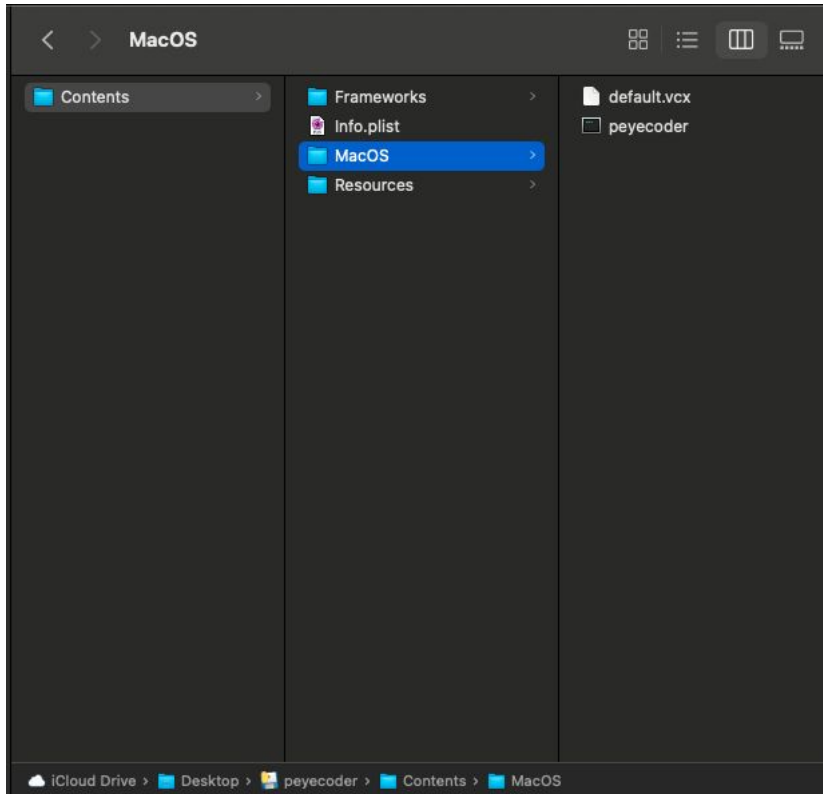 MacOS
Contents
Frameworks
Info.plist
MacOS
Resources
default.vcx
peyecoder
iCloud Drive › Desktop › peyecoder › Contents › MacOS